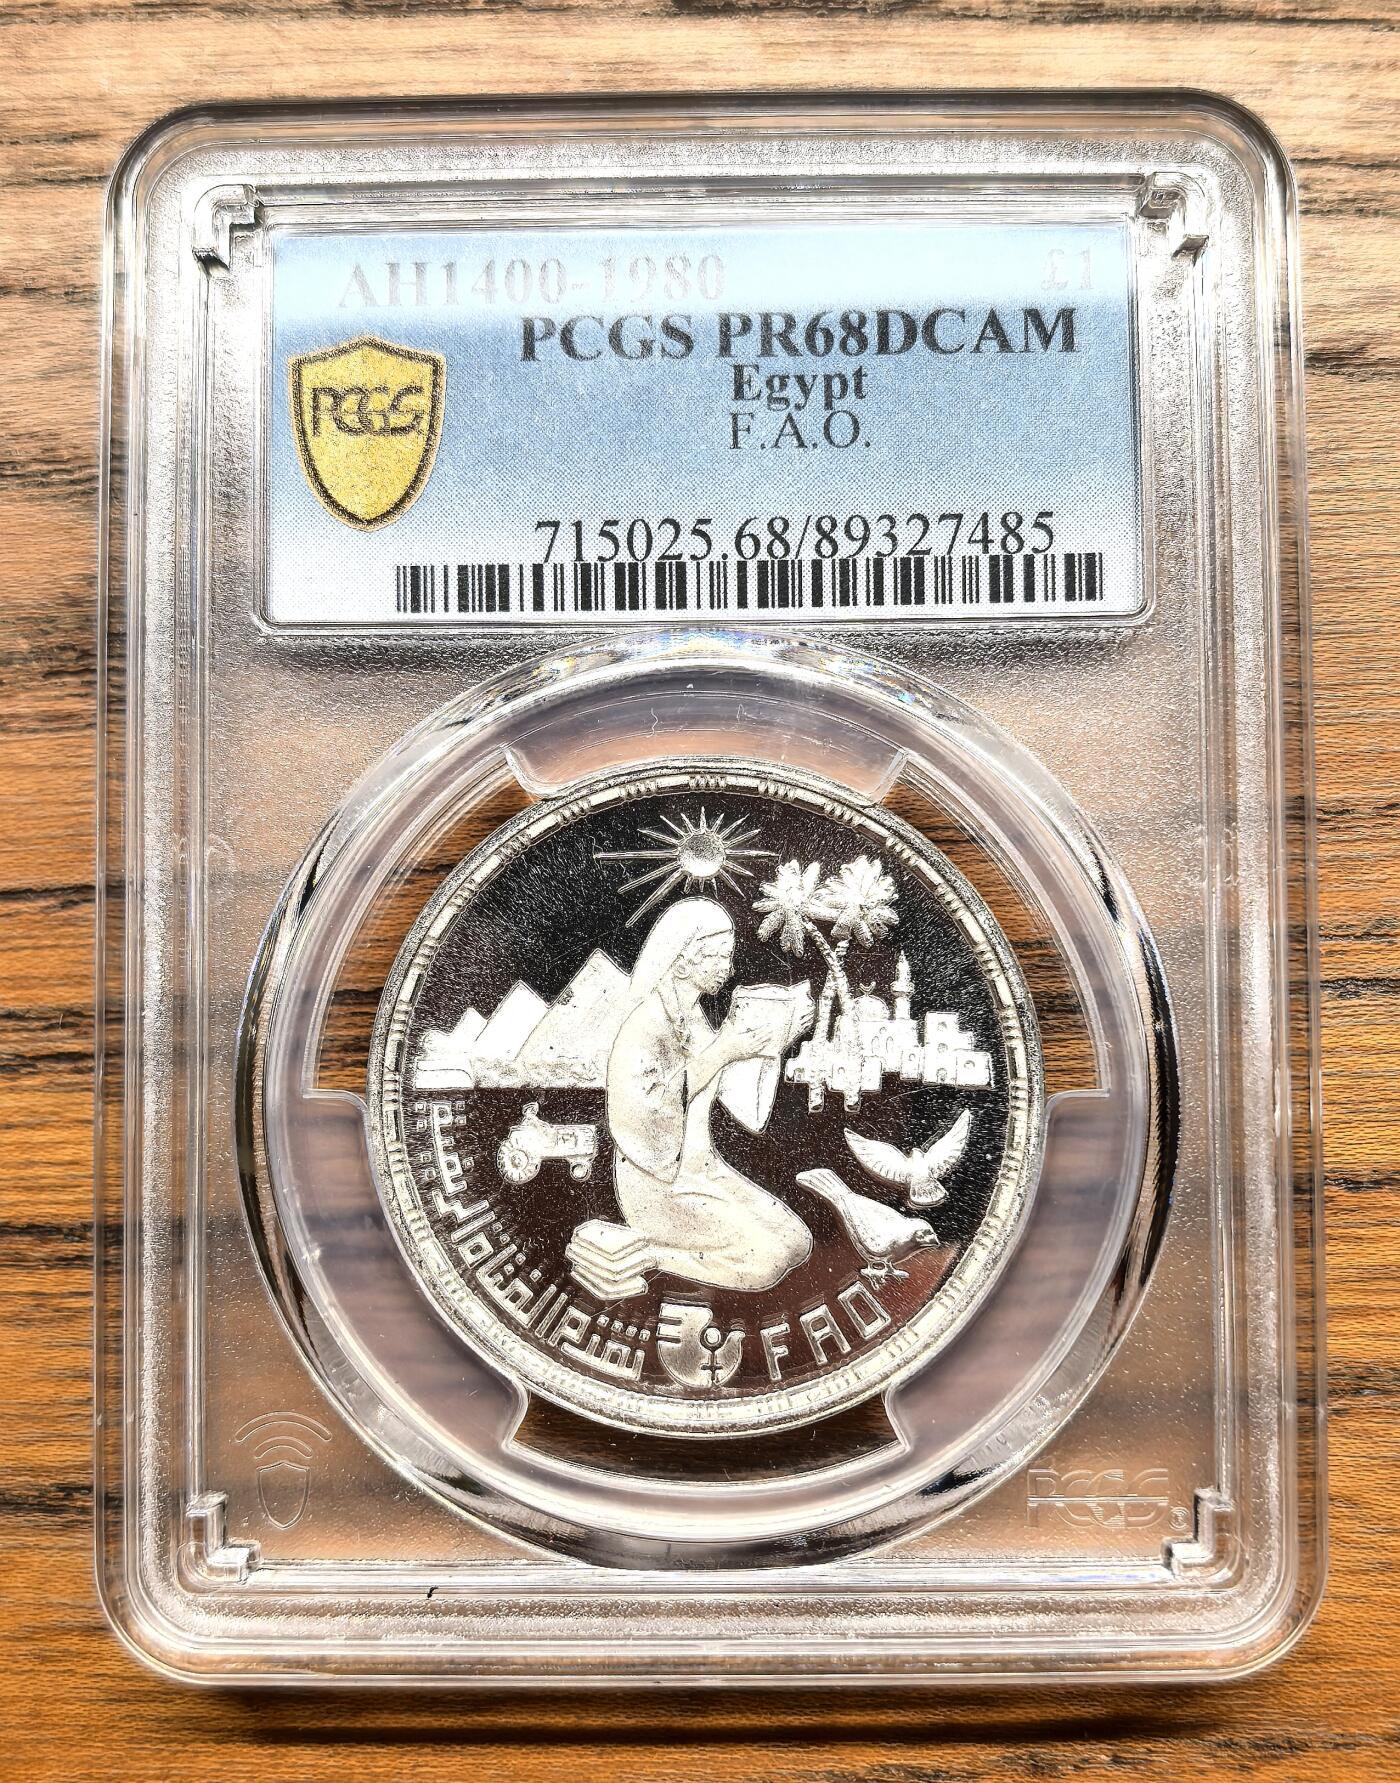 AH1400-1980 £1
PCGS PR68DCAM
Egypt
F.A.O.
PCGS
715025.68/89327485
FAO
PCGS